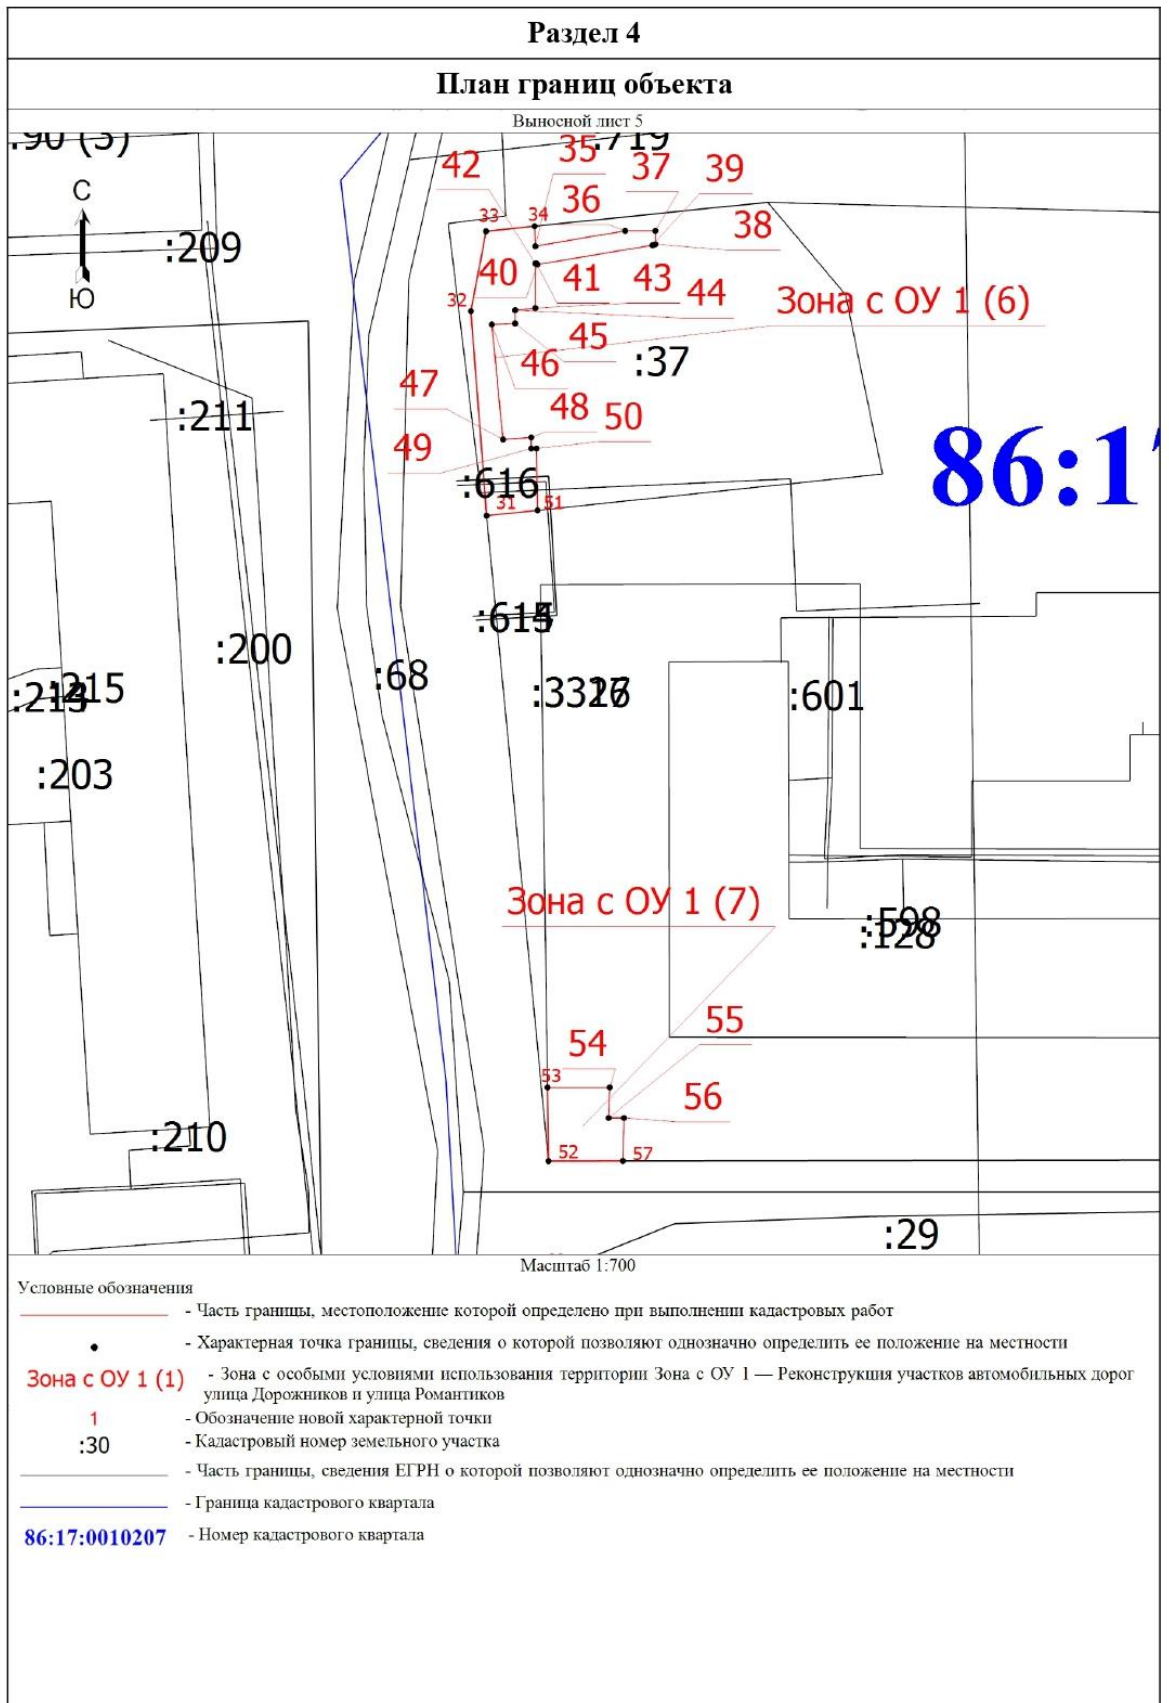 Раздел 4
План границ объекта
Выносной лист 5
:90 (3)
35
:719
42
37
39
36
С
33
34
38
:209
40
41
43
44
Ю
32
Зона с ОУ 1 (6)
45
46
:37
47
48
50
:211
49
86:1
:616
31
51
:200
:68
:215
:601
:203
Зона с ОУ 1 (7)
:598
:128
55
54
53
56
:210
52
57
:29
Масштаб 1:700
Условные обозначения
- Часть границы, местоположение которой определено при выполнении кадастровых работ
- Характерная точка границы, сведения о которой позволяют однозначно определить ее положение на местности
Зона с ОУ 1 (1) - Зона с особыми условиями использования территории Зона с ОУ 1 — Реконструкция участков автомобильных дорог
улица Дорожников и улица Романтиков
1 - Обозначение новой характерной точки
:30 - Кадастровый номер земельного участка
- Часть границы, сведения ЕГРН о которой позволяют однозначно определить ее положение на местности
- Граница кадастрового квартала
86:17:0010207 - Номер кадастрового квартала